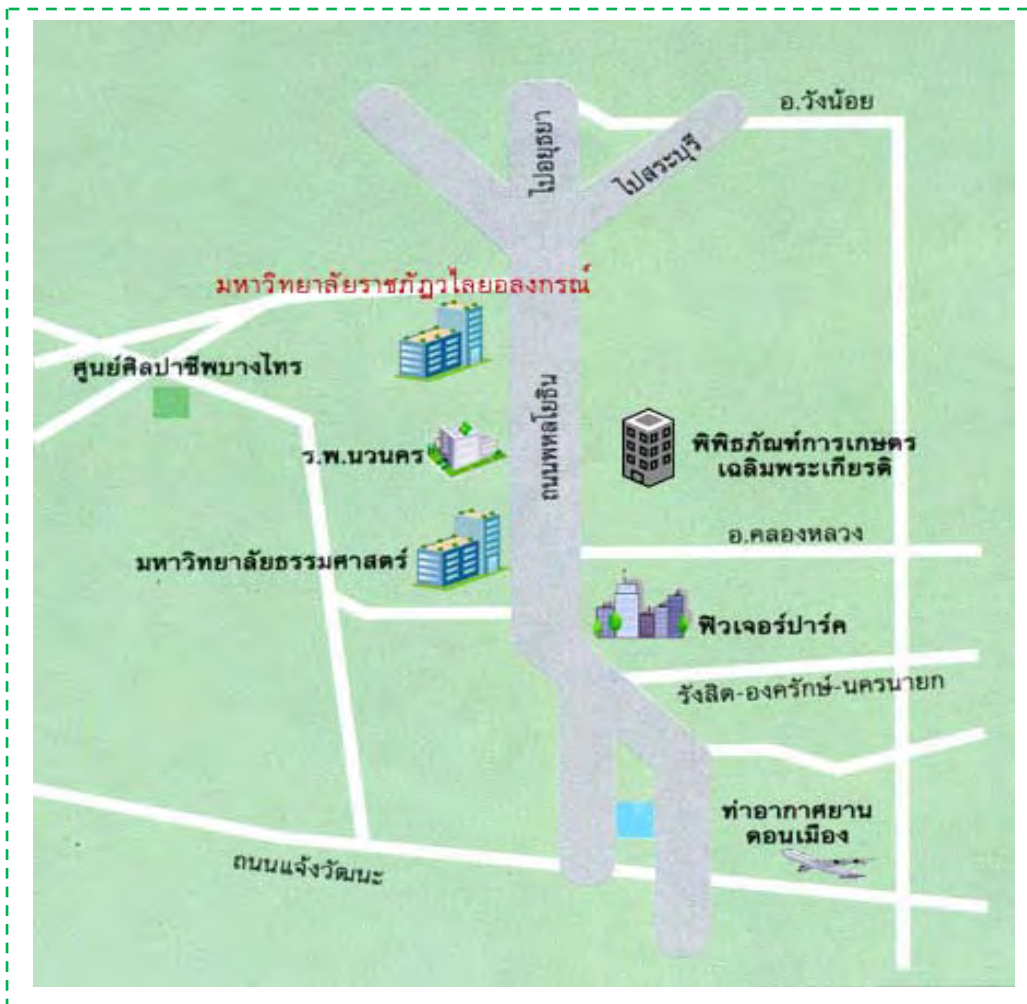 อ.วังน้อย
ไปอยุธยา
ไปสระบุรี
มหาวิทยาลัยราชภัฏวไลยอลงกรณ์
ศูนย์ศิลปาชีพบางไทร
ถนนพหลโยธิน
ร.พ.นวนคร
พิพิธภัณฑ์การเกษตร
เฉลิมพระเกียรติ
อ.คลองหลวง
มหาวิทยาลัยธรรมศาสตร์
ฟิวเจอร์ปาร์ค
รังสิต-องครักษ์-นครนายก
ท่าอากาศยาน
ดอนเมือง
ถนนแจ้งวัฒนะ